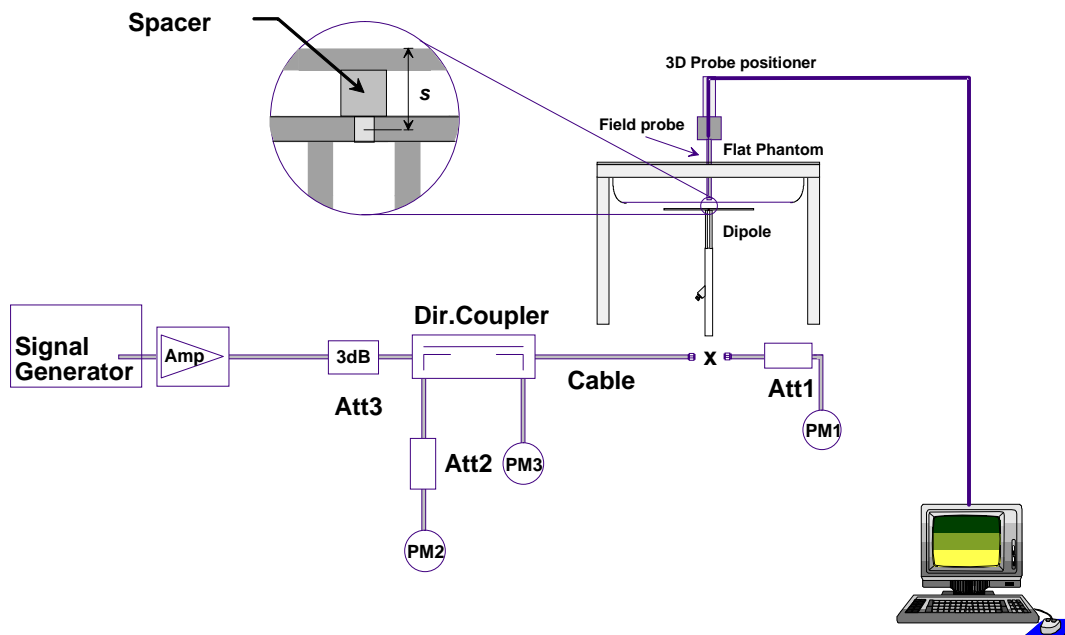 Spacer
s
3D Probe positioner
Field probe
Flat Phantom
Dipole
Dir.Coupler
Signal
Generator
Amp
3dB
Att3
Cable
x
Att1
PM1
Att2
PM3
PM2